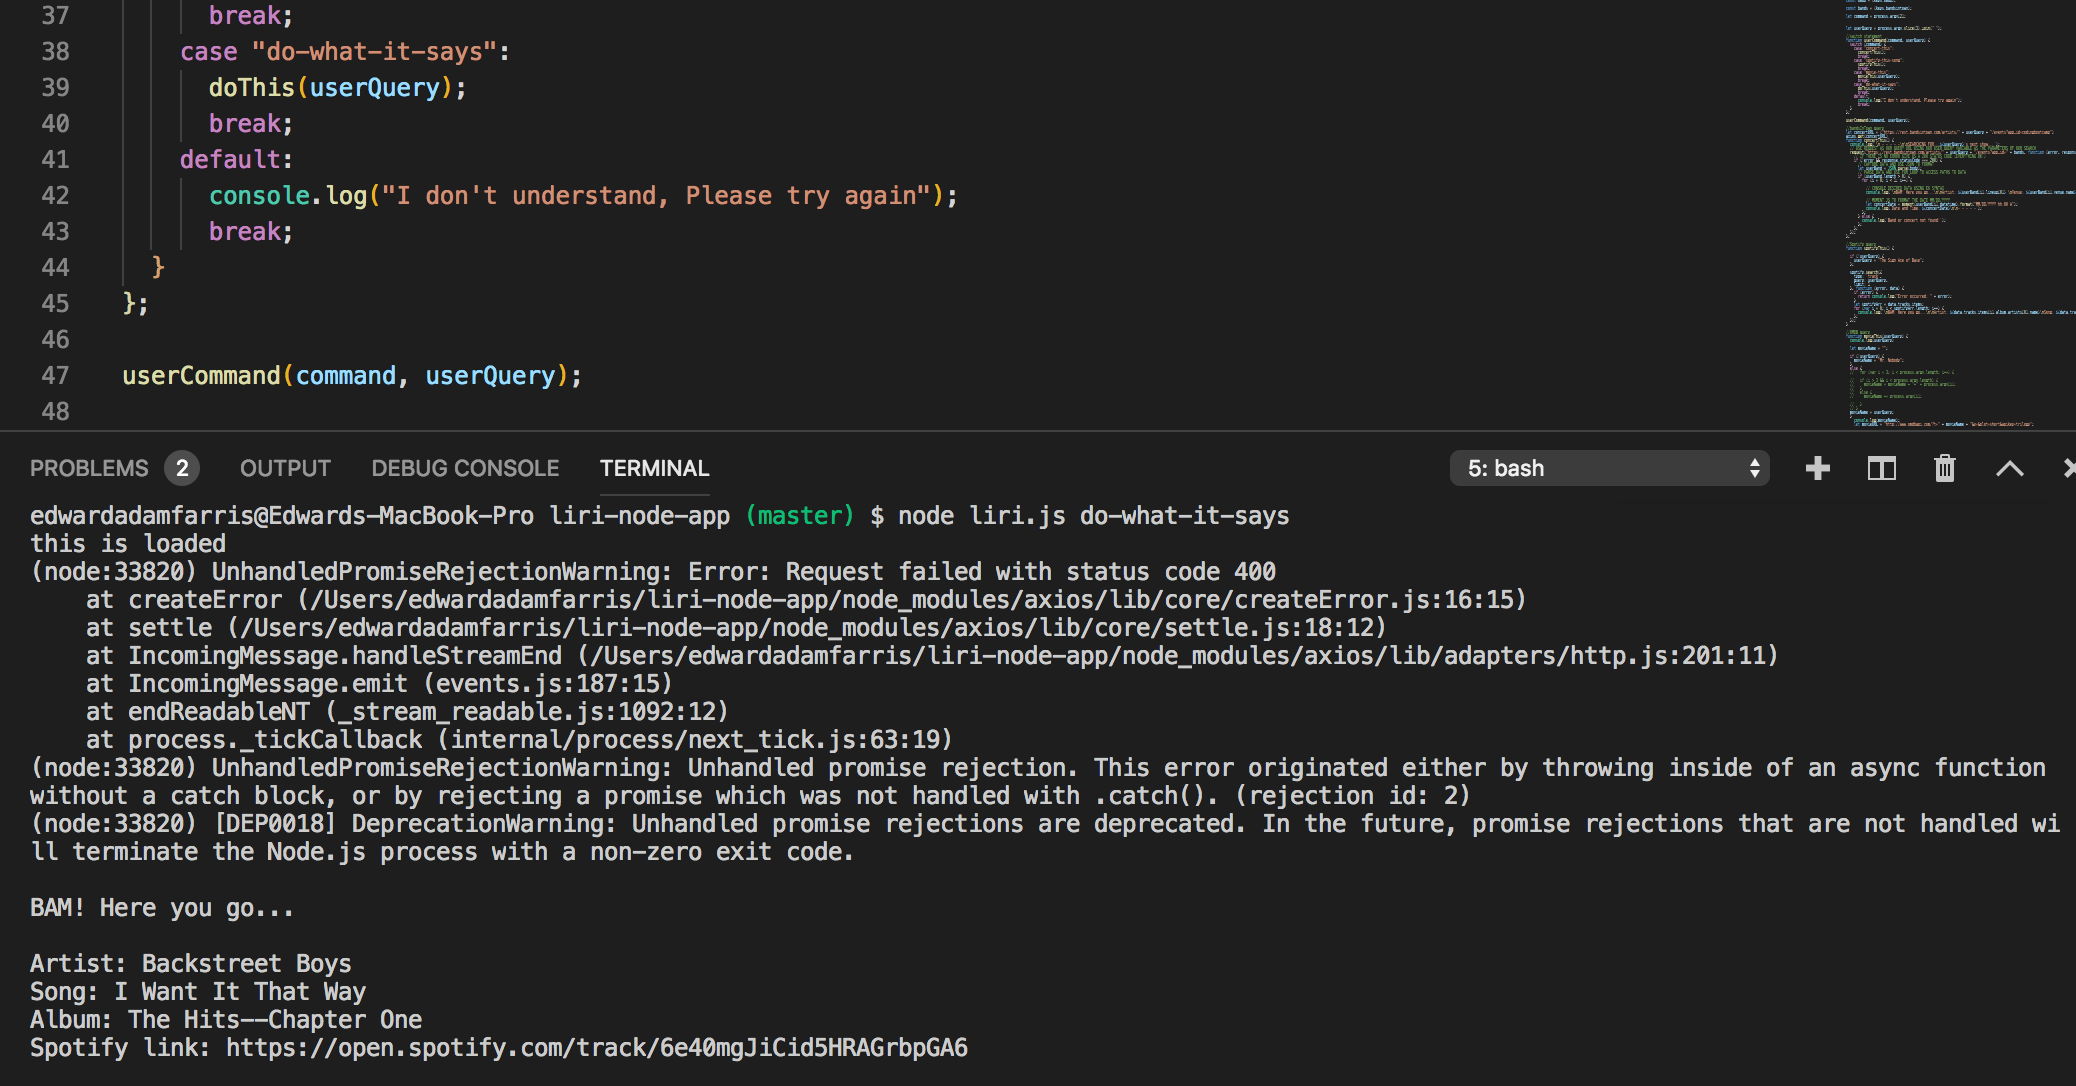 37 break;
38 case "do-what-it-says":
39 doThis(userQuery);
40 break;
41 default:
42 console.log("I don't understand, Please try again");
43 break;
44 }
45 };
46
47 userCommand(command, userQuery);
48
PROBLEMS 2 OUTPUT DEBUG CONSOLE TERMINAL 5: bash
edwardadamfarris@Edwards-MacBook-Pro liri-node-app (master) $ node liri.js do-what-it-says
this is loaded
(node:33820) UnhandledPromiseRejectionWarning: Error: Request failed with status code 400
at createError (/Users/edwardadamfarris/liri-node-app/node_modules/axios/lib/core/createError.js:16:15)
at settle (/Users/edwardadamfarris/liri-node-app/node_modules/axios/lib/core/settle.js:18:12)
at IncomingMessage.handleStreamEnd (/Users/edwardadamfarris/liri-node-app/node_modules/axios/lib/adapters/http.js:201:11)
at IncomingMessage.emit (events.js:187:15)
at endReadableNT (_stream_readable.js:1092:12)
at process._tickCallback (internal/process/next_tick.js:63:19)
(node:33820) UnhandledPromiseRejectionWarning: Unhandled promise rejection. This error originated either by throwing inside of an async function
without a catch block, or by rejecting a promise which was not handled with .catch(). (rejection id: 2)
(node:33820) [DEP0018] DeprecationWarning: Unhandled promise rejections are deprecated. In the future, promise rejections that are not handled wi
ll terminate the Node.js process with a non-zero exit code.
BAM! Here you go...
Artist: Backstreet Boys
Song: I Want It That Way
Album: The Hits--Chapter One
Spotify link: https://open.spotify.com/track/6e40mgJiCid5HRAGrbpGA6